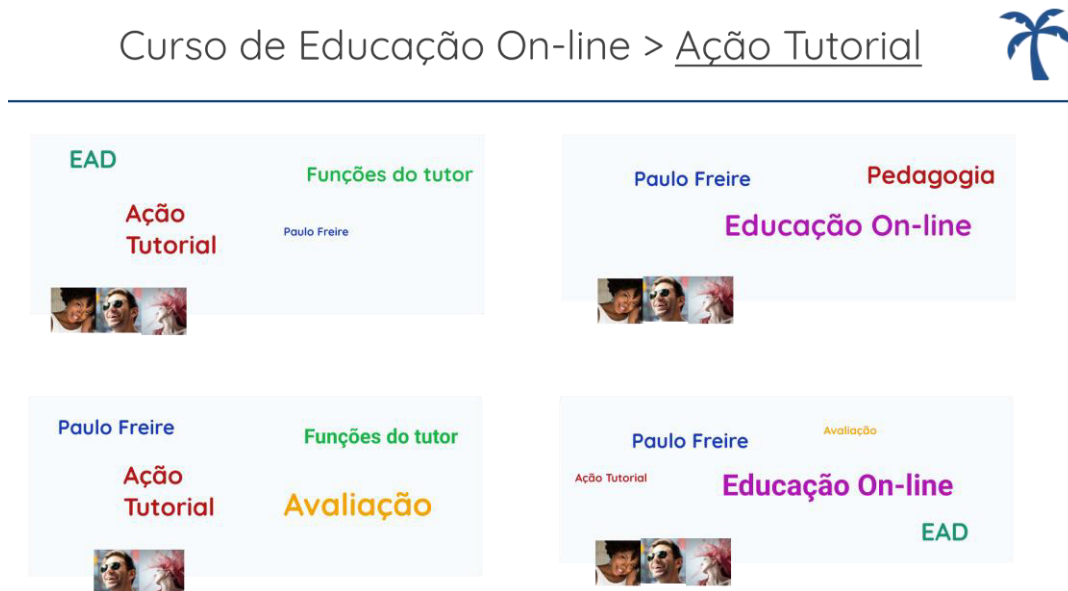 Curso de Educação On-line > Ação Tutorial
EAD
Funções do tutor
Ação
Tutorial
Paulo Freire
Paulo Freire
Pedagogia
Educação On-line
Paulo Freire
Funções do tutor
Ação
Tutorial
Avaliação
Paulo Freire
Avaliação
Ação Tutorial
Educação On-line
EAD